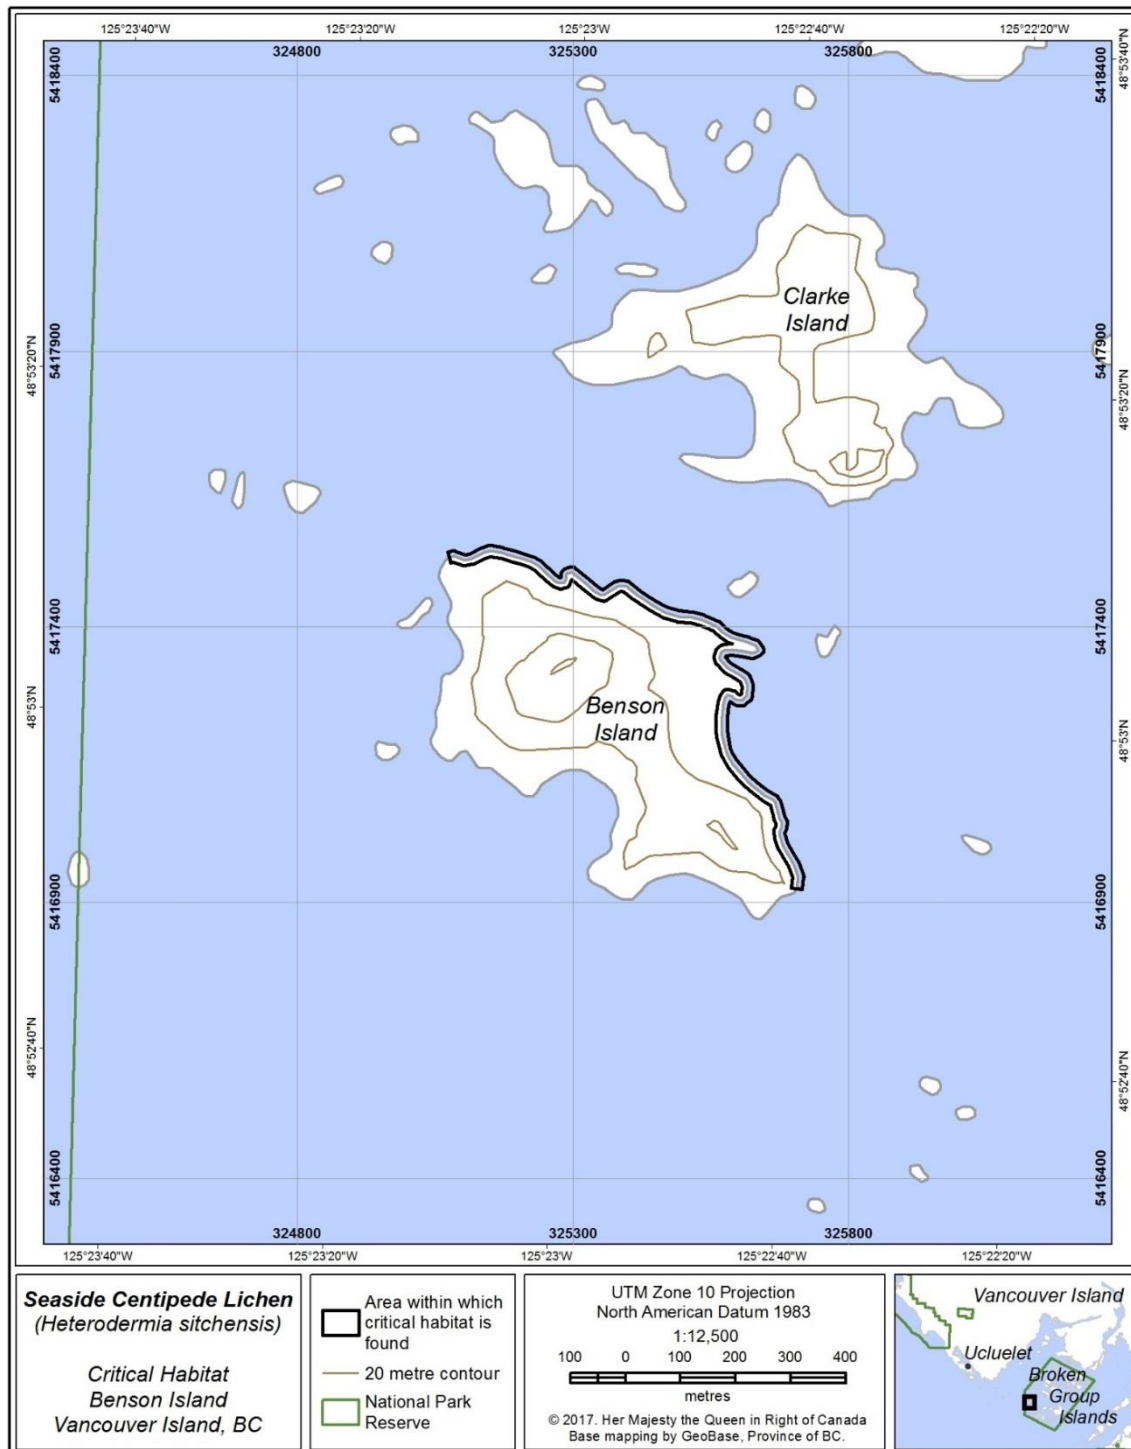 125°23'40"W 125°23'20"W 125°23'W 125°22'40"W 125°22'20"W
324800 325300 325800
5418400 5418400
48°53'40"N
Clarke
Island
5417900 5417900
48°53'20"N
48°53'20"N
5417400 5417400
48°53'N
Benson
Island
48°53'N
5416900 5416900
48°52'40"N
48°52'40"N
5416400 5416400
324800 325300 325800
125°23'40"W 125°23'20"W 125°23'W 125°22'40"W 125°22'20"W
Seaside Centipede Lichen
(Heterodermia sitchensis)
Critical Habitat
Benson Island
Vancouver Island, BC
Area within which
critical habitat is
found
20 metre contour
National Park
Reserve
UTM Zone 10 Projection
North American Datum 1983
1:12,500
100 0 100 200 300 400
metres
© 2017. Her Majesty the Queen in Right of Canada
Base mapping by GeoBase, Province of BC.
Vancouver Island
Ucluelet
Broken
Group
Islands